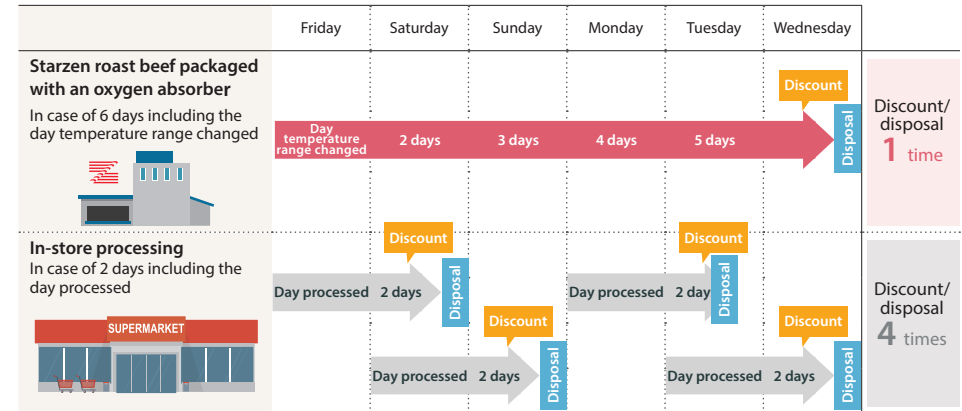 Friday
Saturday
Sunday
Monday
Tuesday
Wednesday
Starzen roast beef packaged
with an oxygen absorber
In case of 6 days including the
day temperature range changed
Day
temperature
range changed
2 days
3 days
4 days
5 days
Discount
Disposal
Discount/
disposal
1 time
In-store processing
In case of 2 days including the
day processed
SUPERMARKET
Discount
Day processed 2 days
Disposal
Discount
Day processed 2 day
Disposal
Discount
Day processed 2 days
Disposal
Discount
Day processed 2 days
Disposal
Discount/
disposal
4 times